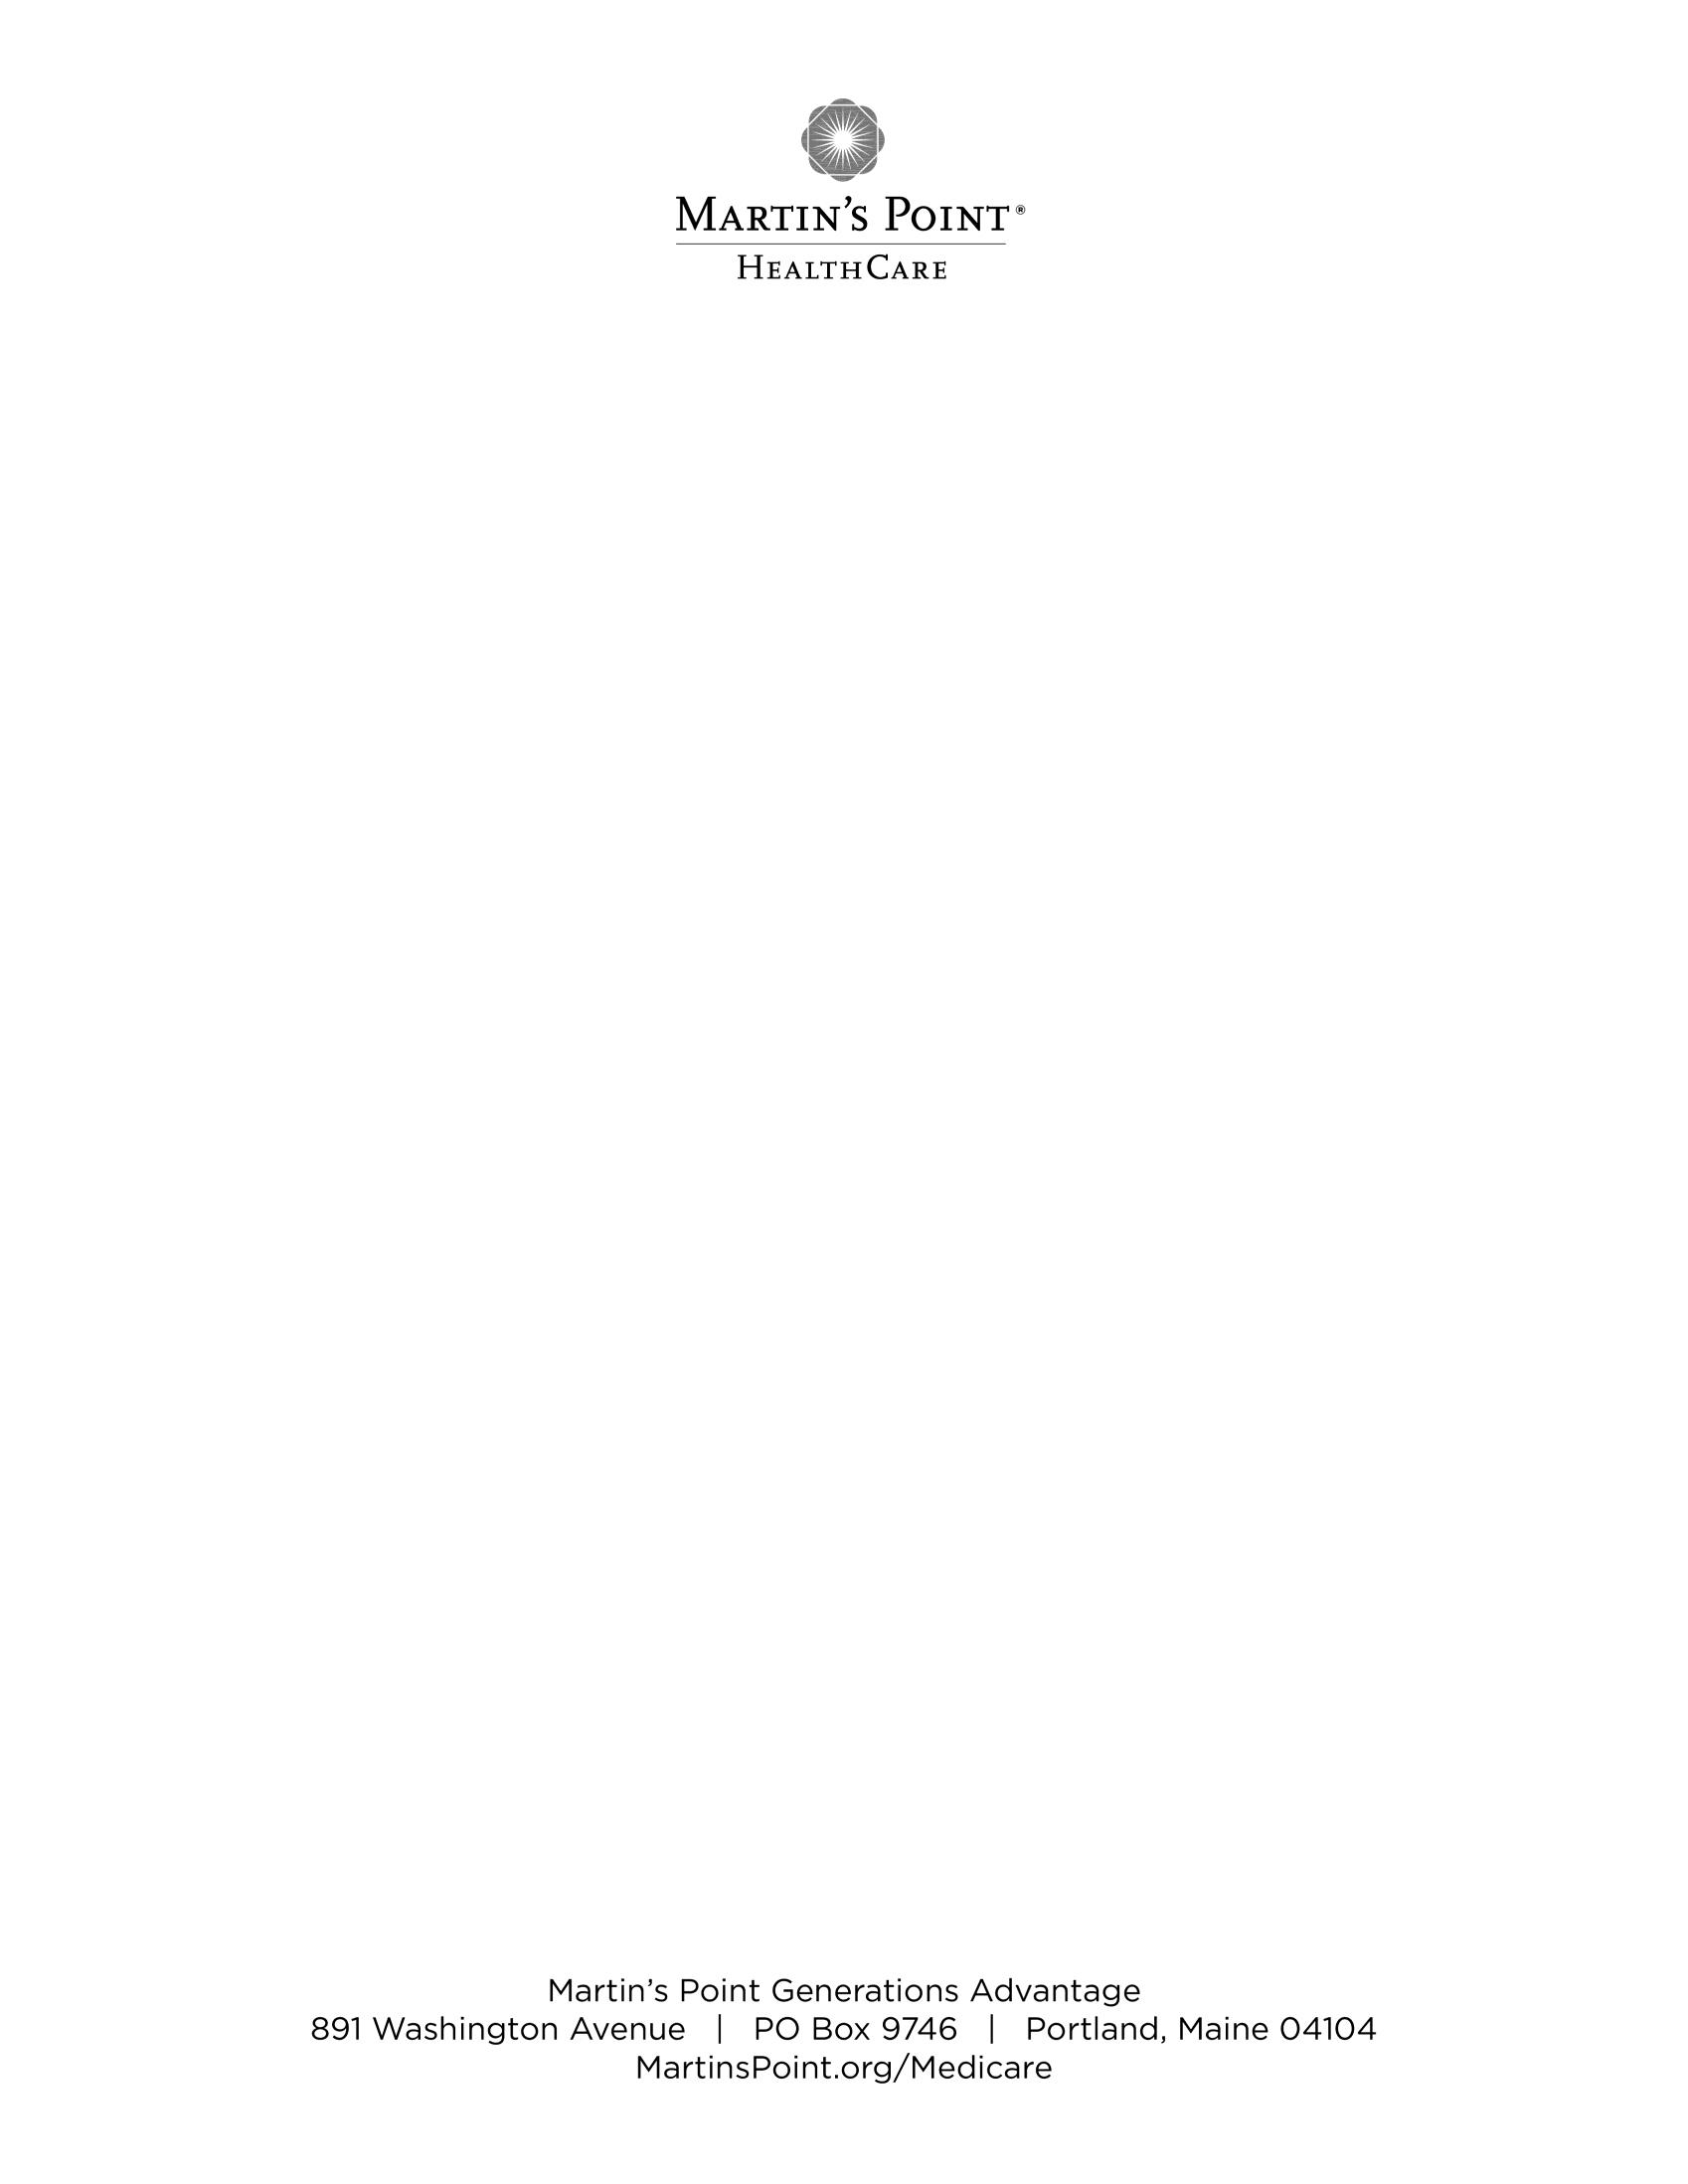 Martin’s Point®
HealthCare
Martin’s Point Generations Advantage
891 Washington Avenue | PO Box 9746 | Portland, Maine 04104
MartinsPoint.org/Medicare